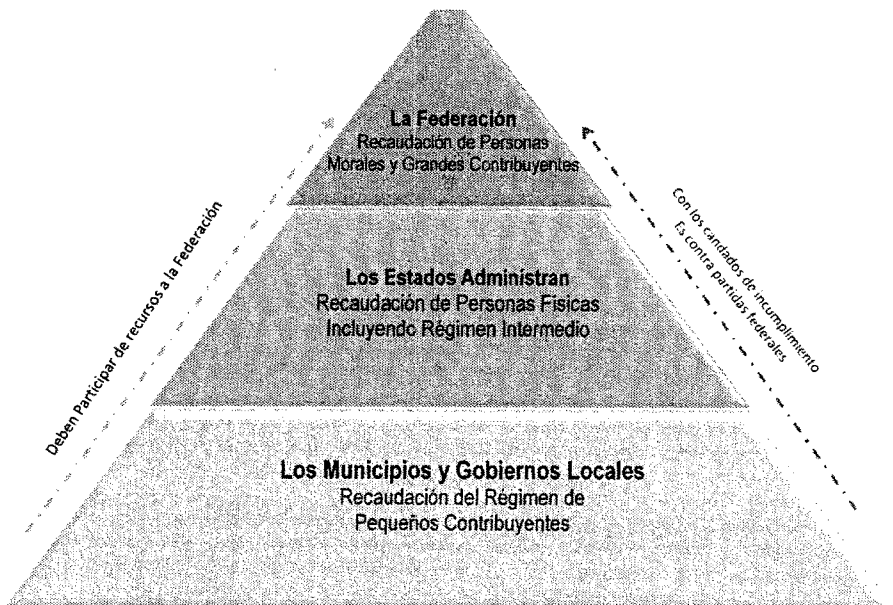 La Federación
Recaudación de Personas
Morales y Grandes Contribuyentes
Deben Participar de recursos a la Federación
Con los candados de incumplimiento
Es contra partidas federales
Los Estados Administran
Recaudación de Personas Físicas
Incluyendo Régimen Intermedio
Los Municipios y Gobiernos Locales
Recaudación del Régimen de
Pequeños Contribuyentes